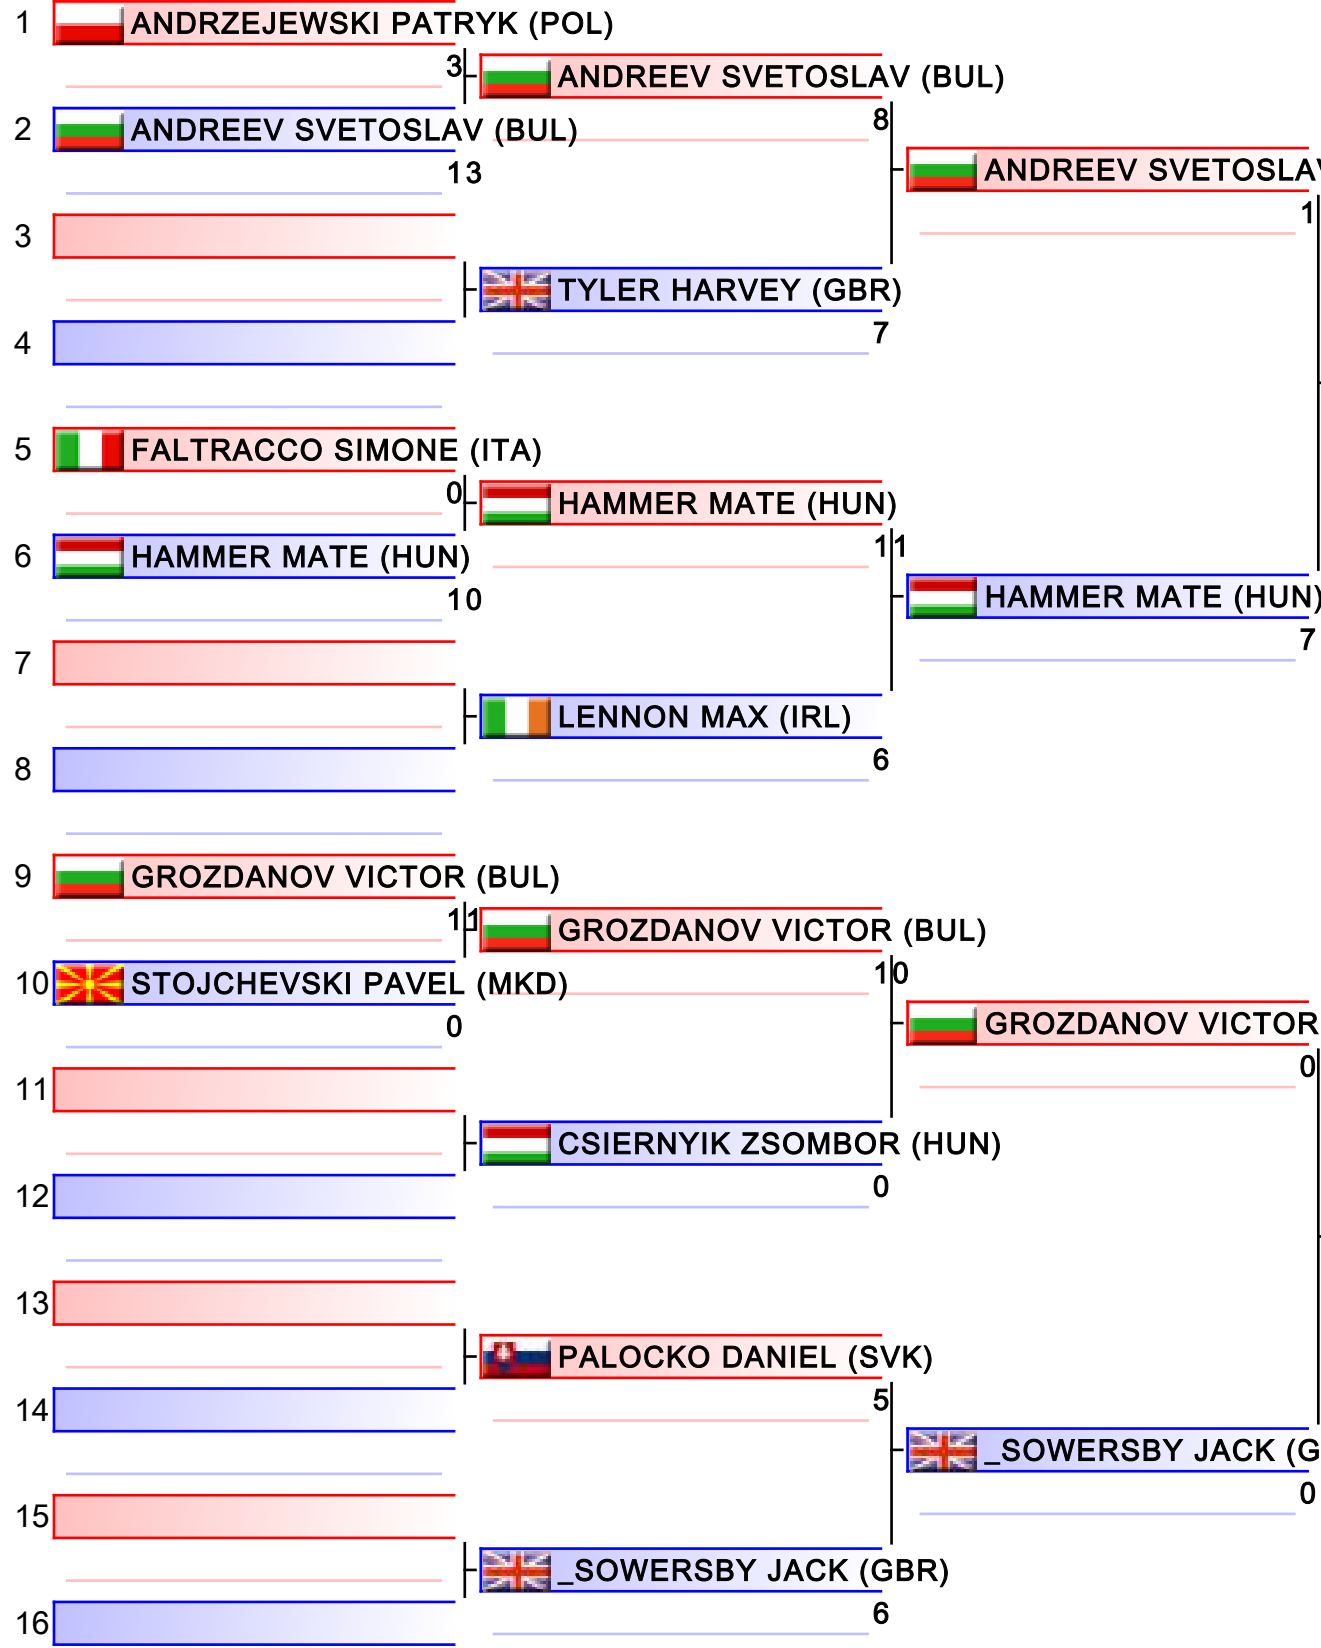 1 ANDRZEJEWSKI PATRYK (POL)
3
ANDREEV SVETOSLAV (BUL)
8
2 ANDREEV SVETOSLAV (BUL)
13
ANDREEV SVETOSLAV
1
3
TYLER HARVEY (GBR)
7
4
5 FALTRACCO SIMONE (ITA)
0
HAMMER MATE (HUN)
11
6 HAMMER MATE (HUN)
10
HAMMER MATE (HUN)
7
7
LENNON MAX (IRL)
6
8
9 GROZDANOV VICTOR (BUL)
11
GROZDANOV VICTOR (BUL)
10
10 STOJCHEVSKI PAVEL (MKD)
0
GROZDANOV VICTOR
0
11
CSIERNYIK ZSOMBOR (HUN)
0
12
13
PALOCKO DANIEL (SVK)
5
14
_SOWERSBY JACK (G
0
15
_SOWERSBY JACK (GBR)
6
16